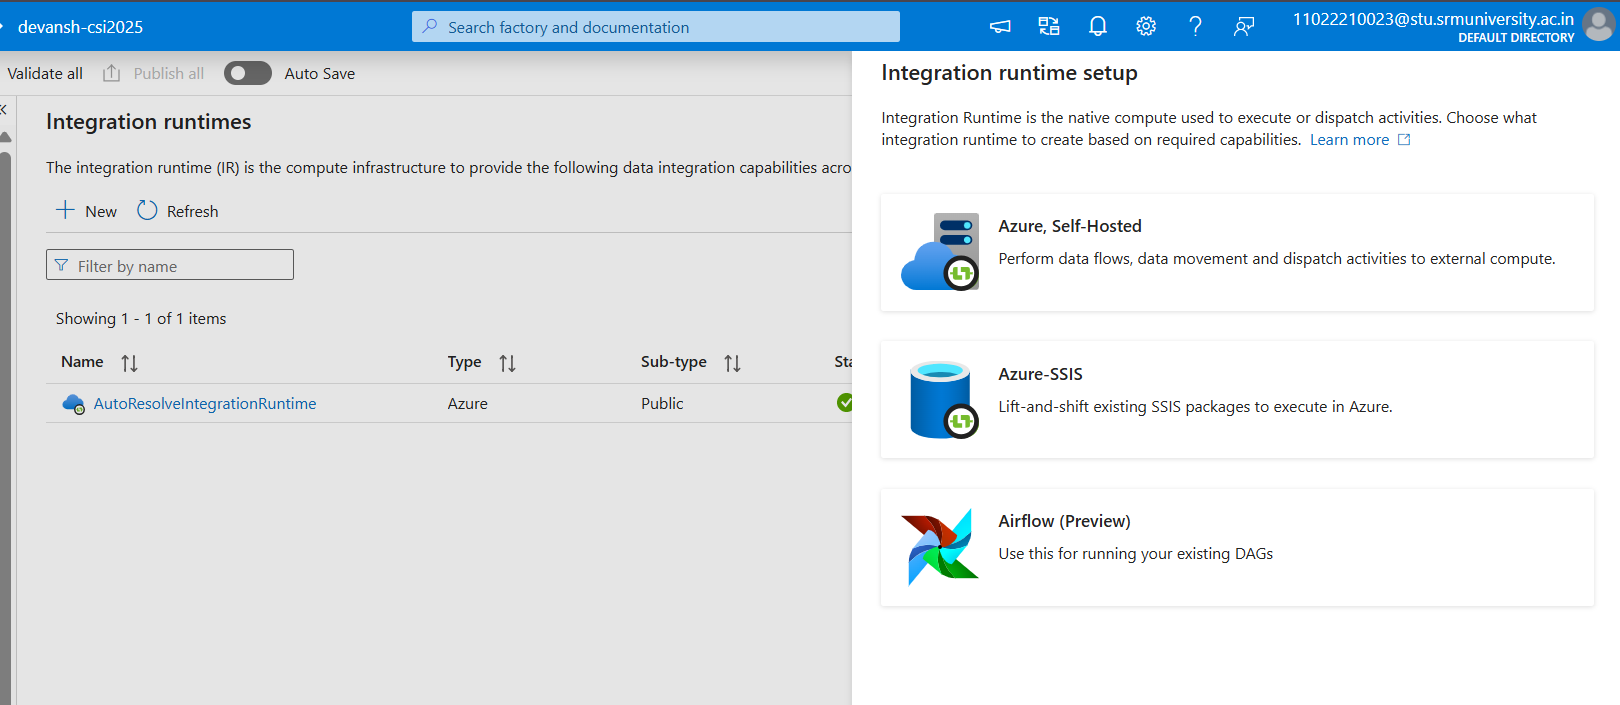 devansh-csi2025
Search factory and documentation
11022210023@stu.srmuniversity.ac.in
DEFAULT DIRECTORY
Validate all
Publish all
Auto Save
Integration runtimes
The integration runtime (IR) is the compute infrastructure to provide the following data integration capabilities acro
New
Refresh
Filter by name
Showing 1 - 1 of 1 items
Name Type Sub-type Sta
AutoResolveIntegrationRuntime Azure Public
Integration runtime setup
Integration Runtime is the native compute used to execute or dispatch activities. Choose what
integration runtime to create based on required capabilities. Learn more
Azure, Self-Hosted
Perform data flows, data movement and dispatch activities to external compute.
Azure-SSIS
Lift-and-shift existing SSIS packages to execute in Azure.
Airflow (Preview)
Use this for running your existing DAGs